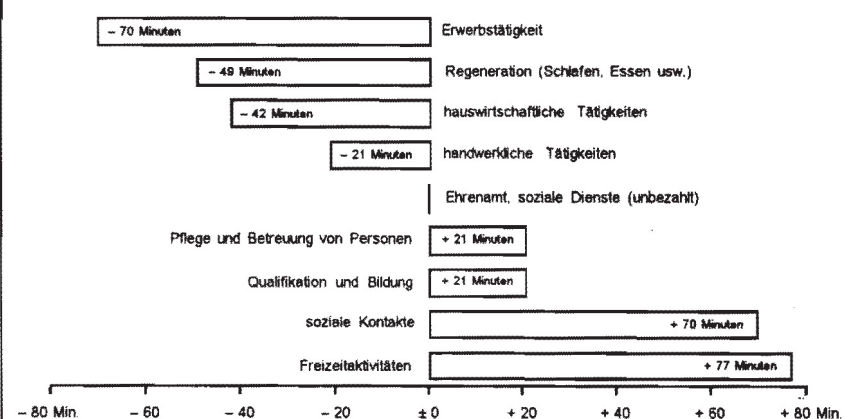 – 70 Minuten Erwerbstätigkeit
– 49 Minuten Regeneration (Schlafen, Essen usw.)
– 42 Minuten hauswirtschaftliche Tätigkeiten
– 21 Minuten handwerkliche Tätigkeiten
Ehrenamt, soziale Dienste (unbezahlt)
Pflege und Betreuung von Personen + 21 Minuten
Qualifikation und Bildung + 21 Minuten
soziale Kontakte + 70 Minuten
Freizeitaktivitäten + 77 Minuten
– 80 Min. – 60 – 40 – 20 ± 0 + 20 + 40 + 60 + 80 Min.